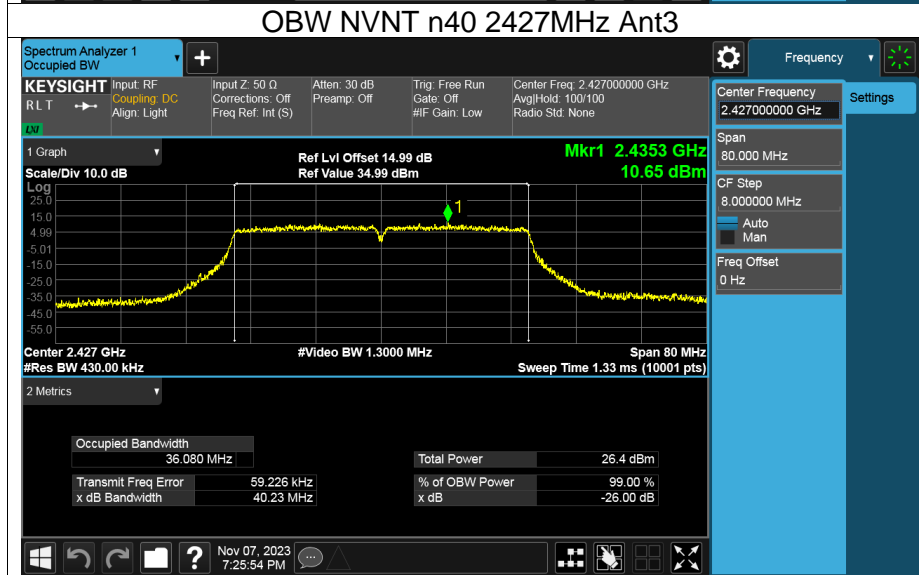 OBW NVNT n40 2427MHz Ant3
Spectrum Analyzer 1
Occupied BW
+
Frequency
KEYSIGHT
RLT
LXI
Input: RF
Coupling: DC
Align: Light
Input Z: 50 Ω
Corrections: Off
Freq Ref: Int (S)
Atten: 30 dB
Preamp: Off
Trig: Free Run
Gate: Off
#IF Gain: Low
Center Freq: 2.427000000 GHz
Avg|Hold: 100/100
Radio Std: None
Center Frequency
2.427000000 GHz
Settings
Span
80.000 MHz
CF Step
8.000000 MHz
Auto
Man
Freq Offset
0 Hz
1 Graph
Scale/Div 10.0 dB
Ref Lvl Offset 14.99 dB
Ref Value 34.99 dBm
Mkr1 2.4353 GHz
10.65 dBm
Log
25.0
15.0
4.99
-5.01
-15.0
-25.0
-35.0
-45.0
-55.0
1
Center 2.427 GHz
#Res BW 430.00 kHz
#Video BW 1.3000 MHz
Span 80 MHz
Sweep Time 1.33 ms (10001 pts)
2 Metrics
Occupied Bandwidth
36.080 MHz
Transmit Freq Error 59.226 kHz
x dB Bandwidth 40.23 MHz
Total Power 26.4 dBm
% of OBW Power 99.00 %
x dB -26.00 dB
?
Nov 07, 2023
7:25:54 PM